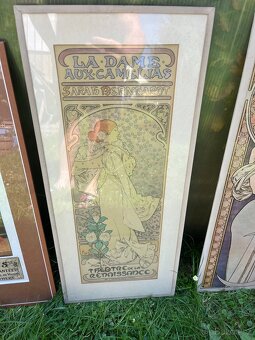 LA·DAME·
AUX·CAMELIAS
SARAH BERNHARDT
THEATRE DE LA
RENAISSANCE